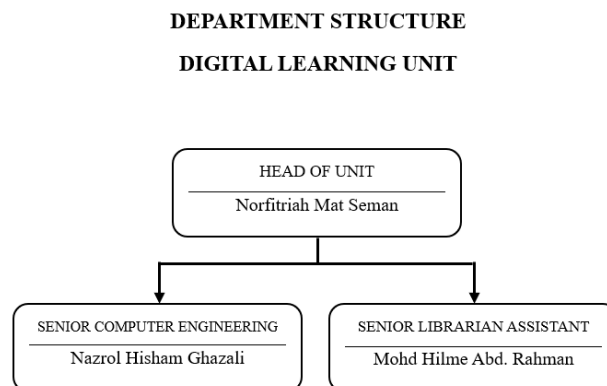 DEPARTMENT STRUCTURE
DIGITAL LEARNING UNIT
HEAD OF UNIT
Norfitriah Mat Seman
SENIOR COMPUTER ENGINEERING
Nazrol Hisham Ghazali
SENIOR LIBRARIAN ASSISTANT
Mohd Hilme Abd. Rahman